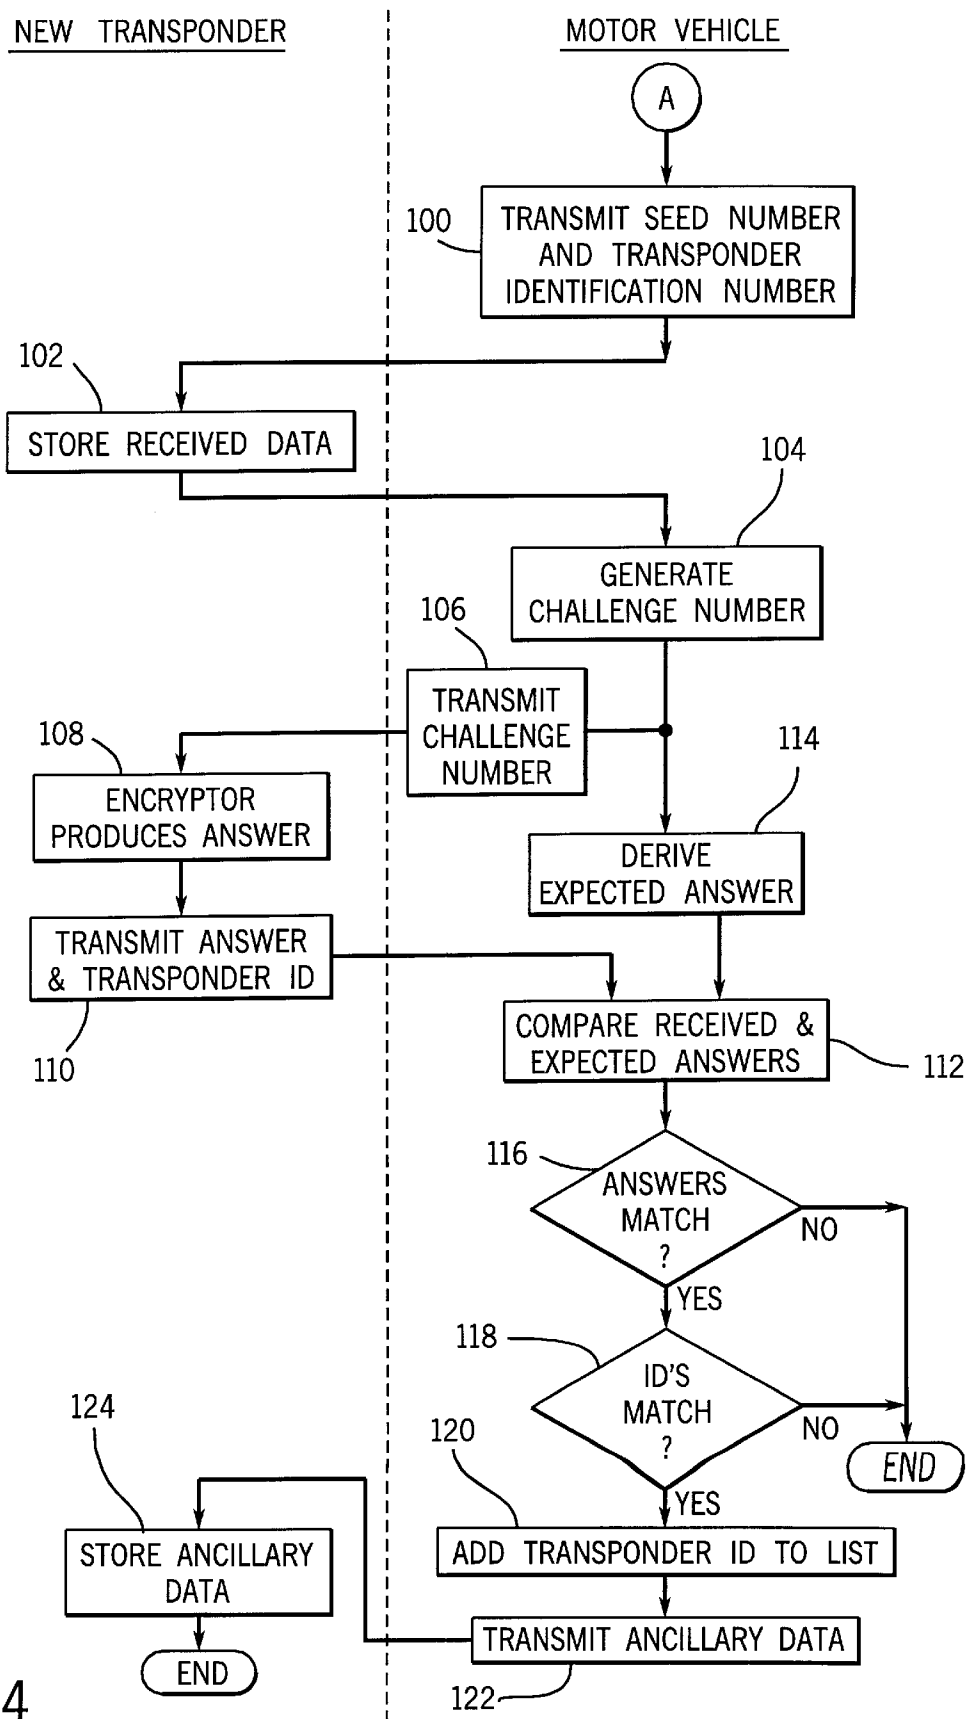 NEW TRANSPONDER
MOTOR VEHICLE
A
100
TRANSMIT SEED NUMBER
AND TRANSPONDER
IDENTIFICATION NUMBER
102
STORE RECEIVED DATA
104
GENERATE
CHALLENGE NUMBER
106
TRANSMIT
CHALLENGE
NUMBER
108
ENCRYPTOR
PRODUCES ANSWER
114
DERIVE
EXPECTED ANSWER
TRANSMIT ANSWER
& TRANSPONDER ID
110
COMPARE RECEIVED &
EXPECTED ANSWERS
112
116
ANSWERS
MATCH
?
NO
YES
118
ID'S
MATCH
?
NO
END
YES
120
ADD TRANSPONDER ID TO LIST
124
STORE ANCILLARY
DATA
TRANSMIT ANCILLARY DATA
122
END
4